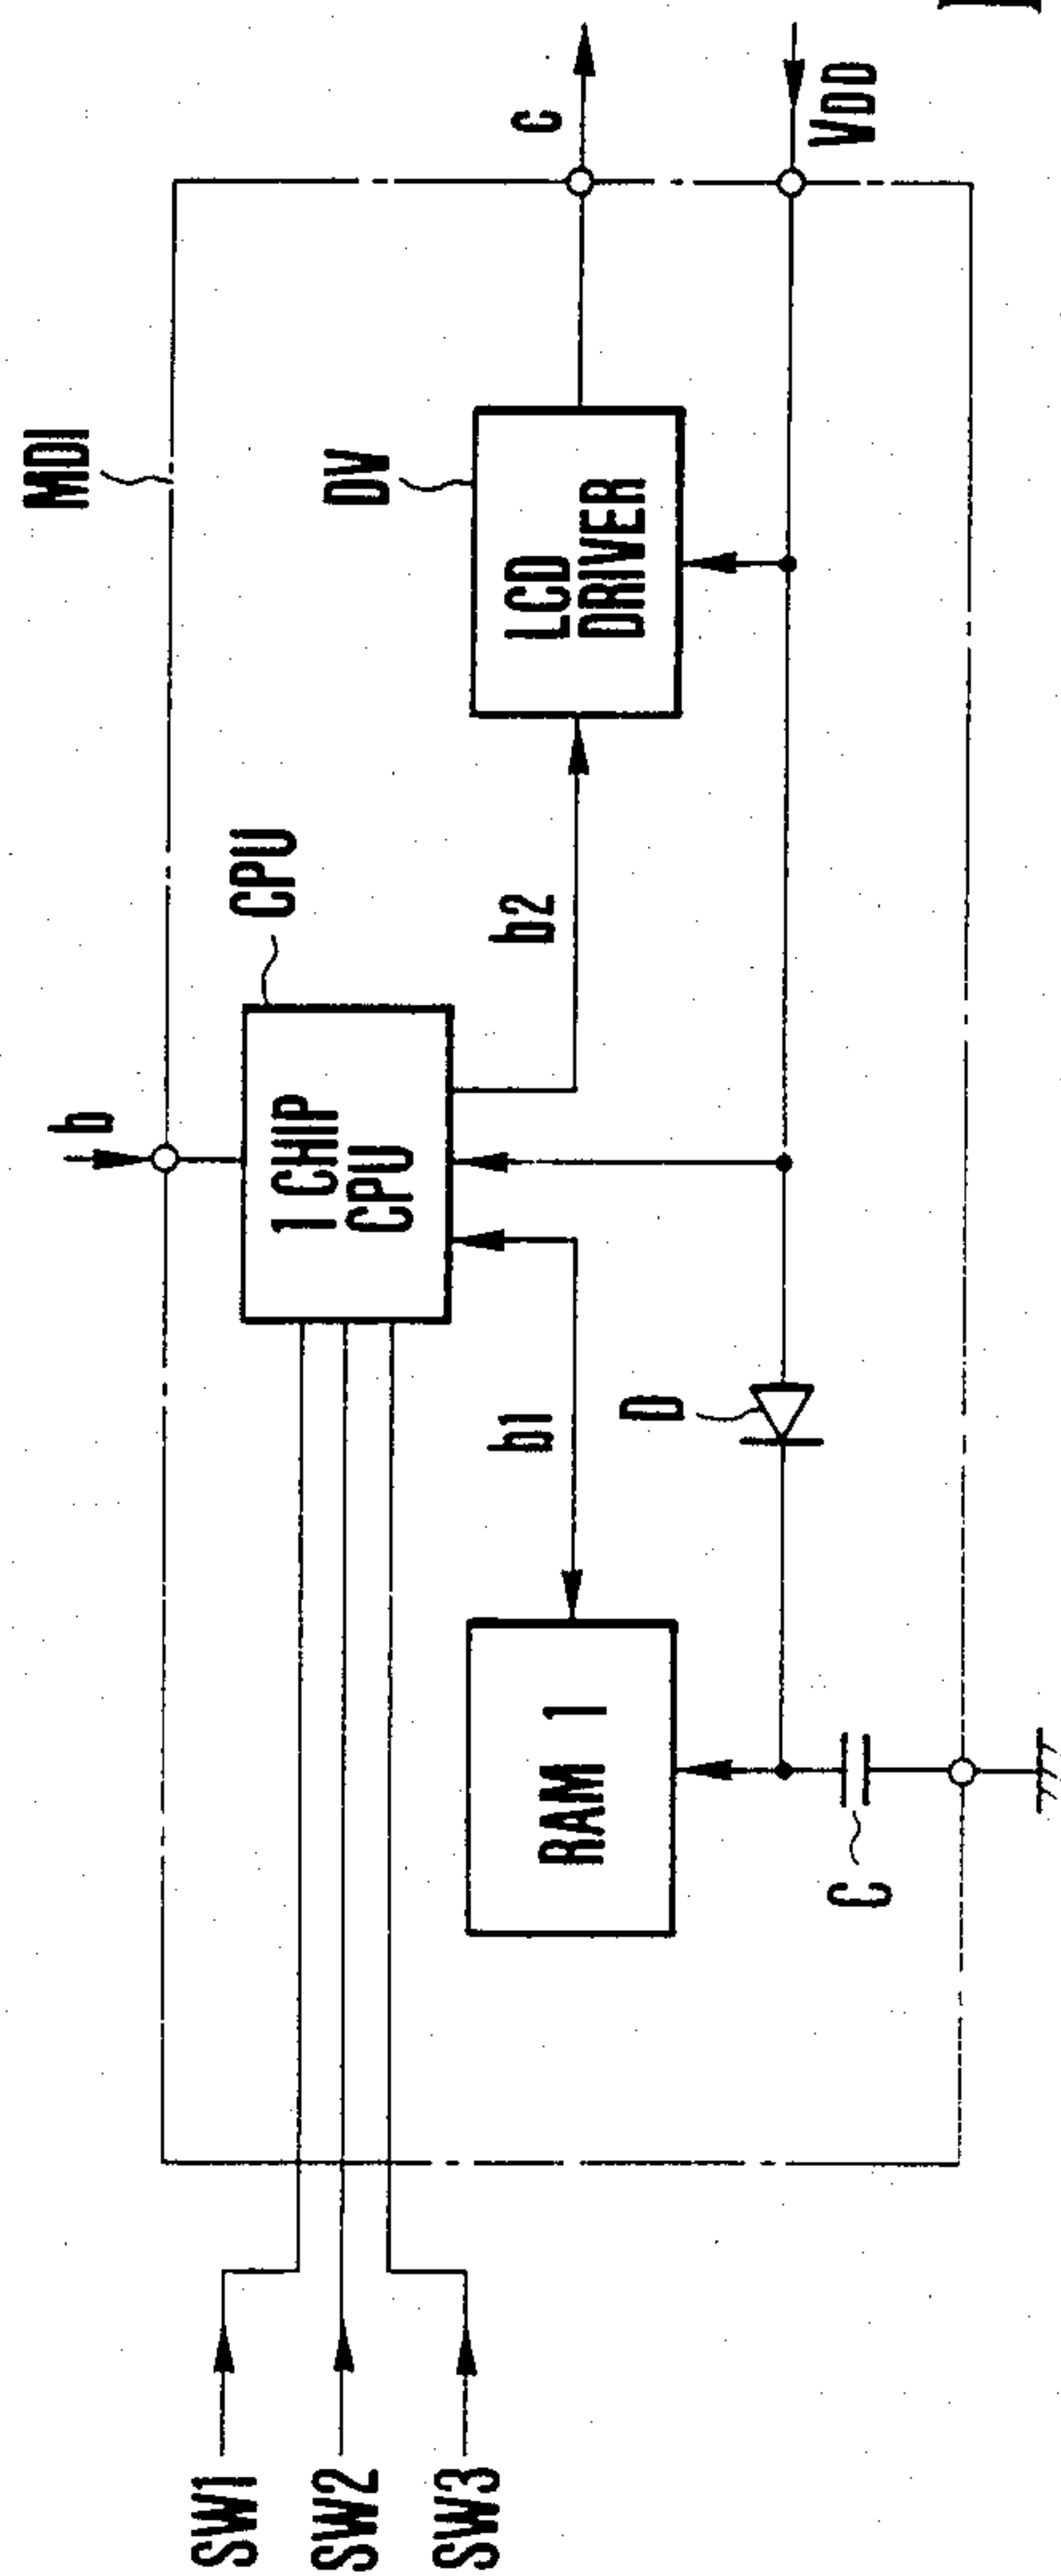 MDI
b
CPU
c
1 CHIP
CPU
DV
SW1
SW2
SW3
b1
b2
RAM 1
LCD
DRIVER
D
VDD
C